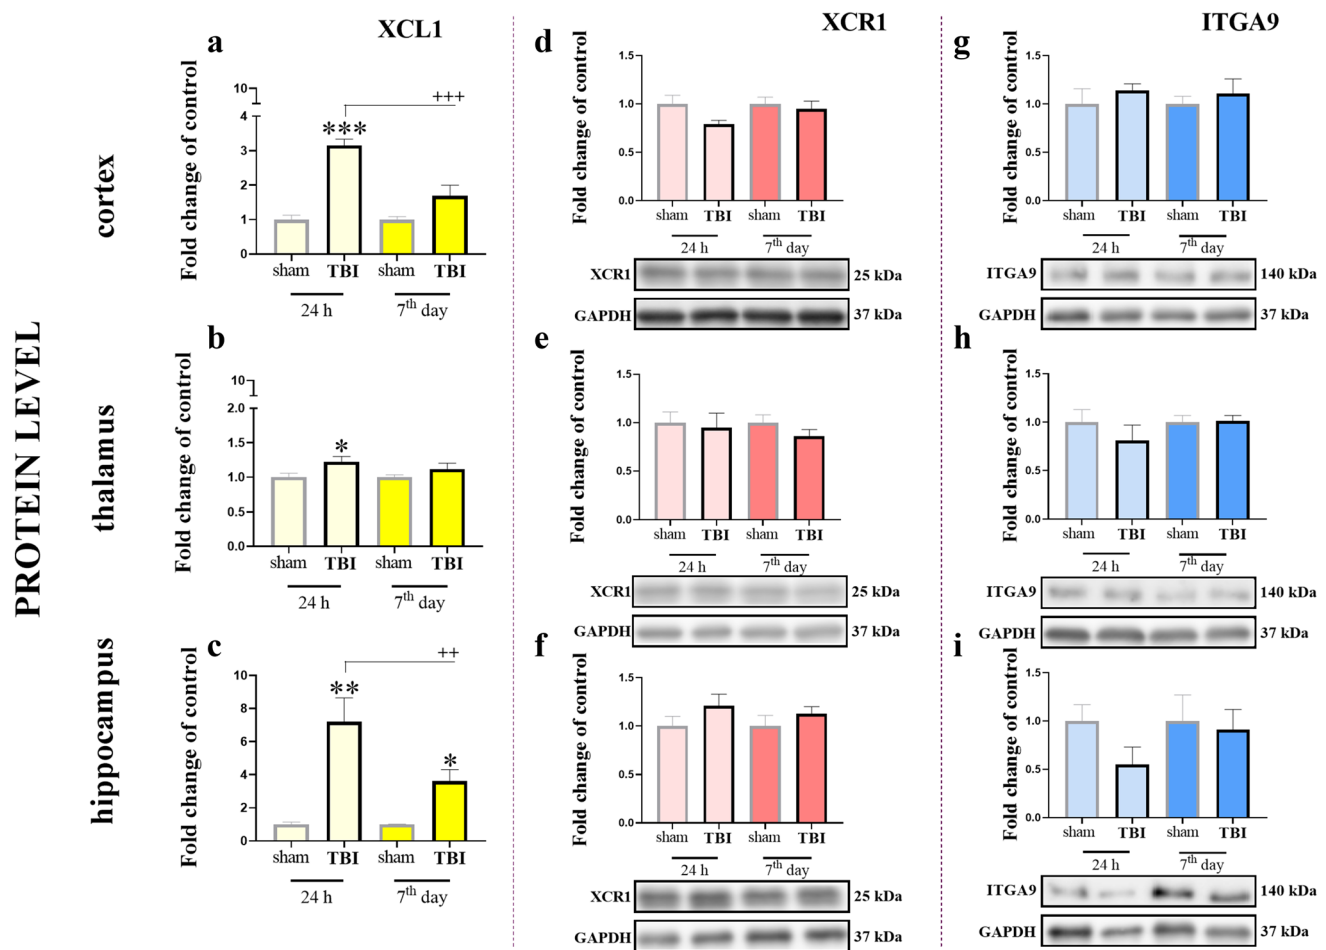 XCL1
XCR1
ITGA9
PROTEIN LEVEL
cortex
thalamus
hippocampus
a
Fold change of control
10
4
3
2
1
0
***
+++
sham
TBI
sham
TBI
24 h
7th day
d
Fold change of control
1.5
1.0
0.5
0.0
sham
TBI
sham
TBI
24 h
7th day
XCR1
25 kDa
GAPDH
37 kDa
g
Fold change of control
1.5
1.0
0.5
0.0
sham
TBI
sham
TBI
24 h
7th day
ITGA9
140 kDa
GAPDH
37 kDa
b
Fold change of control
10
2.0
1.5
1.0
0.5
0.0
*
sham
TBI
sham
TBI
24 h
7th day
e
Fold change of control
1.5
1.0
0.5
0.0
sham
TBI
sham
TBI
24 h
7th day
XCR1
25 kDa
GAPDH
37 kDa
h
Fold change of control
1.5
1.0
0.5
0.0
sham
TBI
sham
TBI
24 h
7th day
ITGA9
140 kDa
GAPDH
37 kDa
c
Fold change of control
10
8
6
4
2
0
**
++
*
sham
TBI
sham
TBI
24 h
7th day
f
Fold change of control
1.5
1.0
0.5
0.0
sham
TBI
sham
TBI
24 h
7th day
XCR1
25 kDa
GAPDH
37 kDa
i
Fold change of control
1.5
1.0
0.5
0.0
sham
TBI
sham
TBI
24 h
7th day
ITGA9
140 kDa
GAPDH
37 kDa